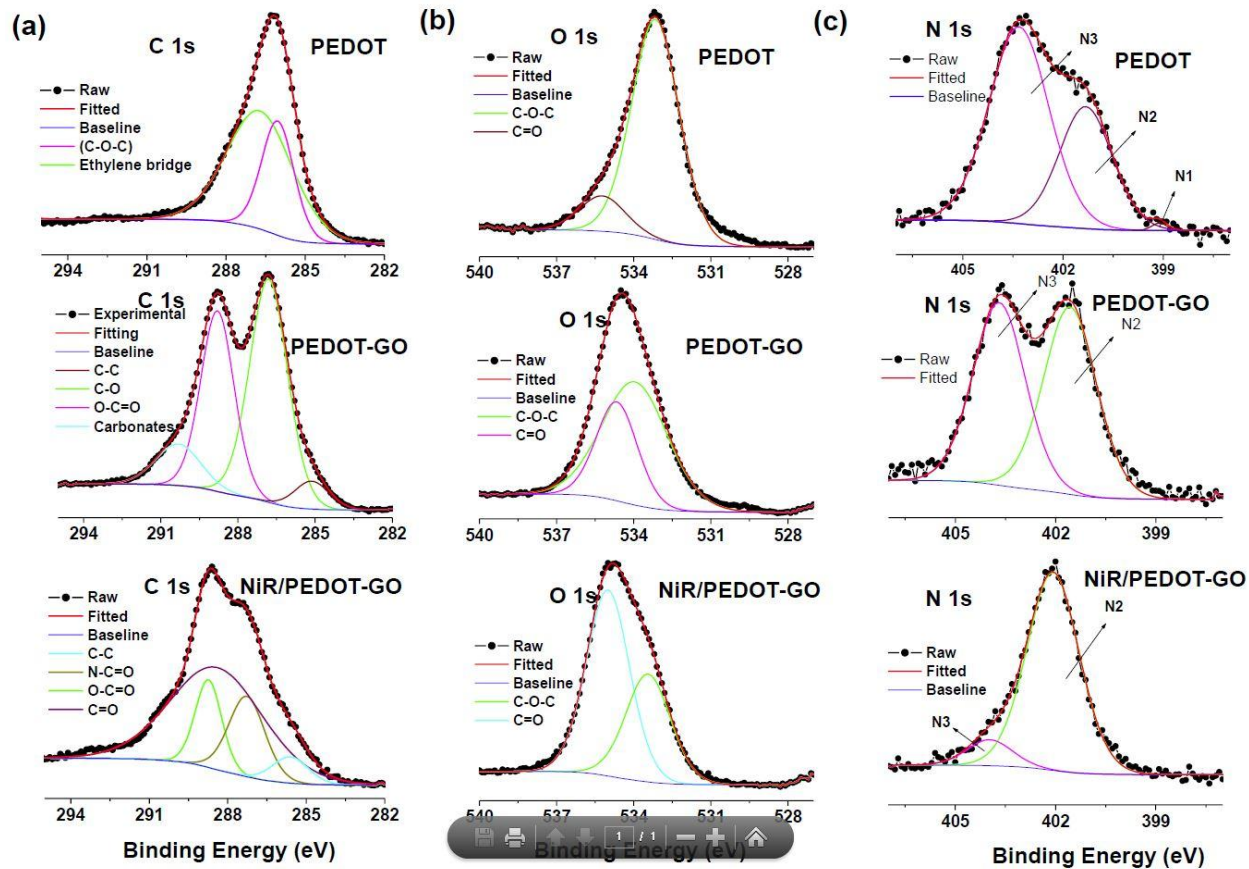 (a)
C 1s
PEDOT
Raw
Fitted
Baseline
(C-O-C)
Ethylene bridge
294 291 288 285 282
C 1s
PEDOT-GO
Experimental
Fitting
Baseline
C-C
C-O
O-C=O
Carbonates
294 291 288 285 282
C 1s
NiR/PEDOT-GO
Raw
Fitted
Baseline
C-C
N-C=O
O-C=O
C=O
294 291 288 285 282
Binding Energy (eV)
(b)
O 1s
PEDOT
Raw
Fitted
Baseline
C-O-C
C=O
540 537 534 531 528
O 1s
PEDOT-GO
Raw
Fitted
Baseline
C-O-C
C=O
540 537 534 531 528
O 1s
NiR/PEDOT-GO
Raw
Fitted
Baseline
C-O-C
C=O
540 537 534 531 528
1 / 1
Binding Energy (eV)
(c)
N 1s
N3
PEDOT
Raw
Fitted
Baseline
N2
N1
405 402 399
N 1s
N3
PEDOT-GO
N2
Raw
Fitted
405 402 399
N 1s
NiR/PEDOT-GO
N2
Raw
Fitted
Baseline
N3
405 402 399
Binding Energy (eV)